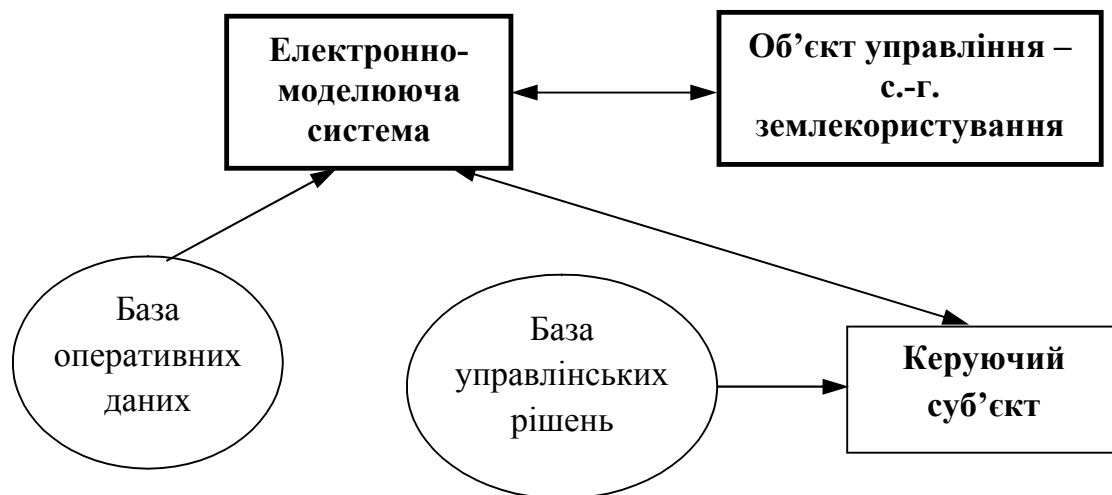 Електронно-
моделююча
система
Об’єкт управління –
с.-г.
землекористування
База
оперативних
даних
База
управлінських
рішень
Керуючий
суб’єкт